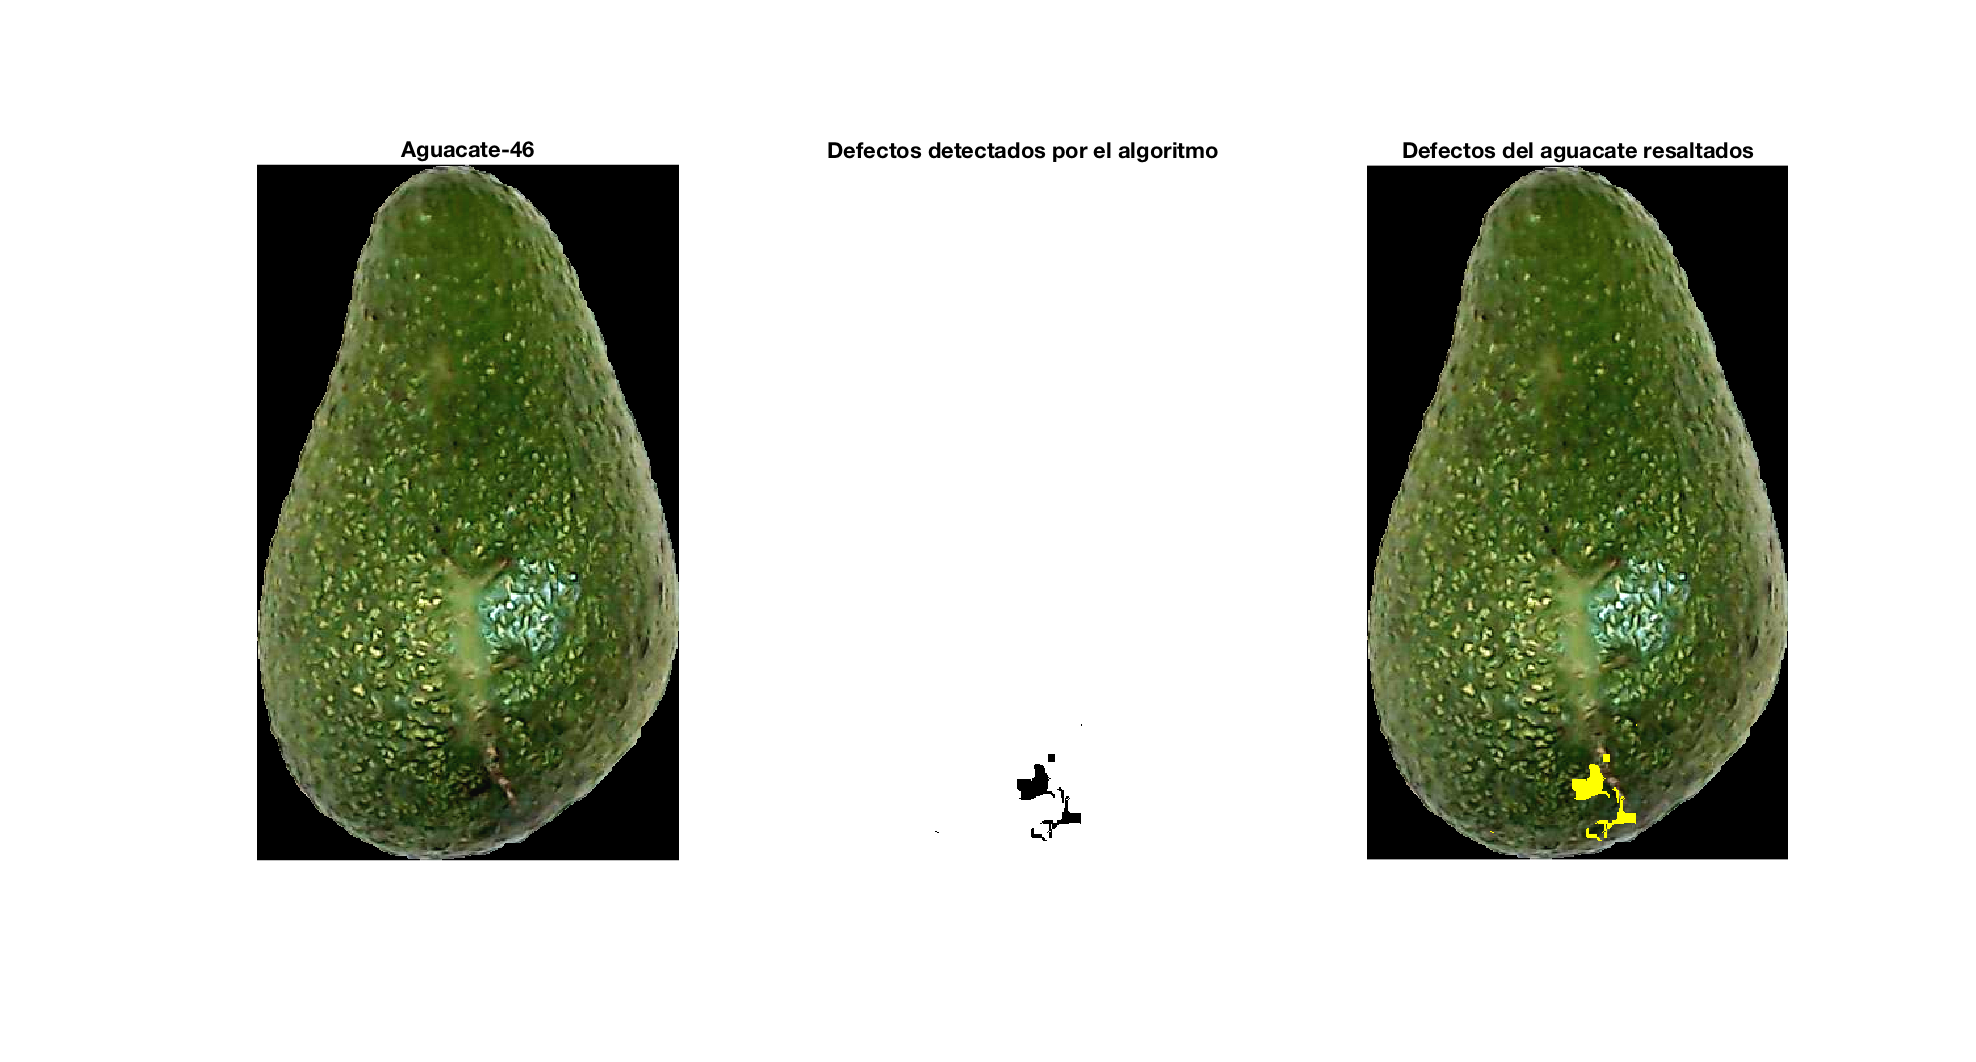 Aguacate-46
Defectos detectados por el algoritmo
Defectos del aguacate resaltados